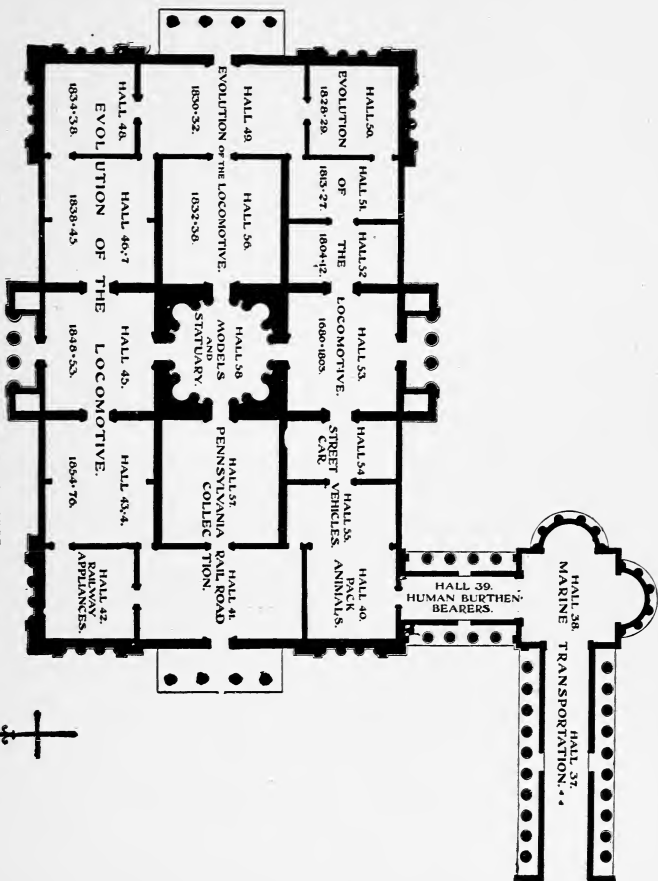 HALL 50.
EVOLUTION
1828·29.
HALL 51.
OF
1813·27.
HALL 52
THE
1804·12.
HALL 53.
LOCOMOTIVE.
1680·1803.
HALL 54
STREET
CAR.
HALL 55.
VEHICLES.
HALL 40.
PACK
ANIMALS.
HALL 39.
HUMAN BURTHEN-
BEARERS.
HALL 38.
MARINE
HALL 37.
TRANSPORTATION.
HALL 49.
EVOLUTION OF THE LOCOMOTIVE.
1830·32.
HALL 56.
1832·38.
HALL 58
MODELS
AND
STATUARY.
HALL 57.
PENNSYLVANIA RAIL ROAD
COLLECTION.
HALL 41.
HALL 48.
EVOLUTION OF THE LOCOMOTIVE.
1834·38.
HALL 46,·7
1838·45
HALL 45.
1848·53.
HALL 43,·4.
1854·76.
HALL 42.
RAILWAY
APPLIANCES.